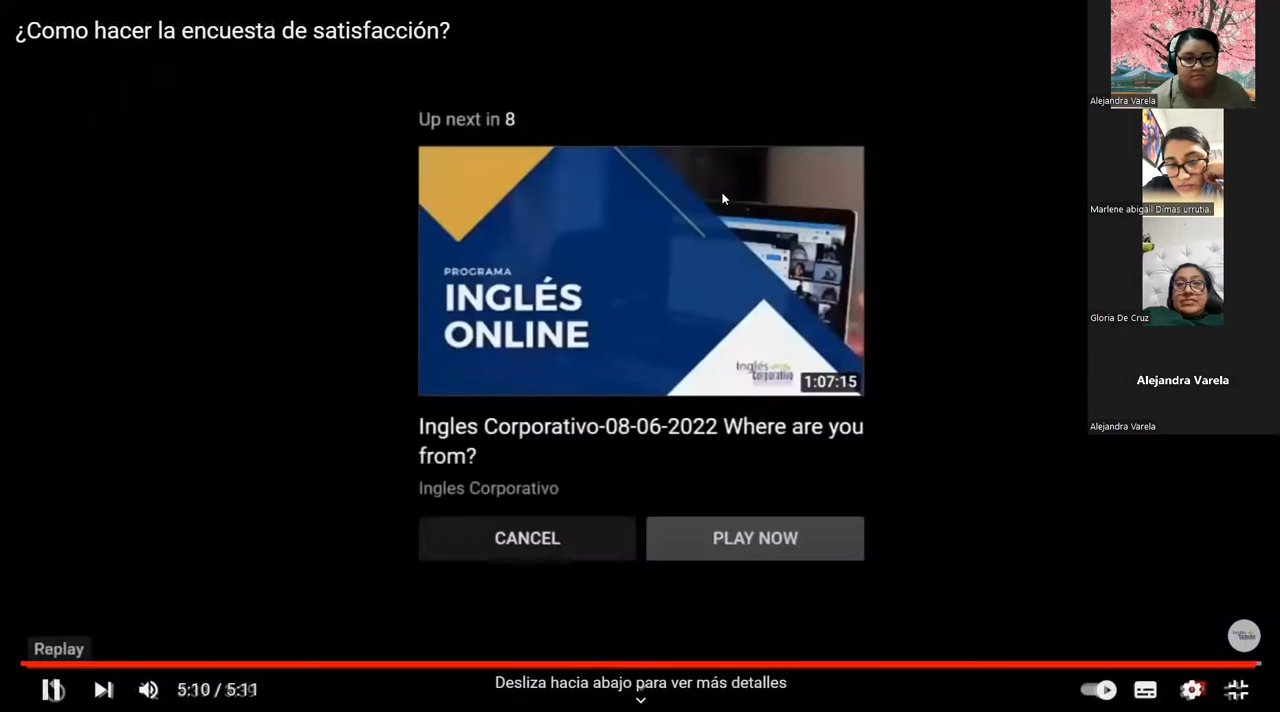 ¿Como hacer la encuesta de satisfacción?
Up next in 8
PROGRAMA
INGLÉS
ONLINE
Inglés
Corporativo
1:07:15
Ingles Corporativo-08-06-2022 Where are you
from?
Ingles Corporativo
CANCEL
PLAY NOW
Alejandra Varela
Marlene abigail Dimas urrutia.
Gloria De Cruz
Alejandra Varela
Alejandra Varela
Replay
5:10 / 5:11
Desliza hacia abajo para ver más detalles